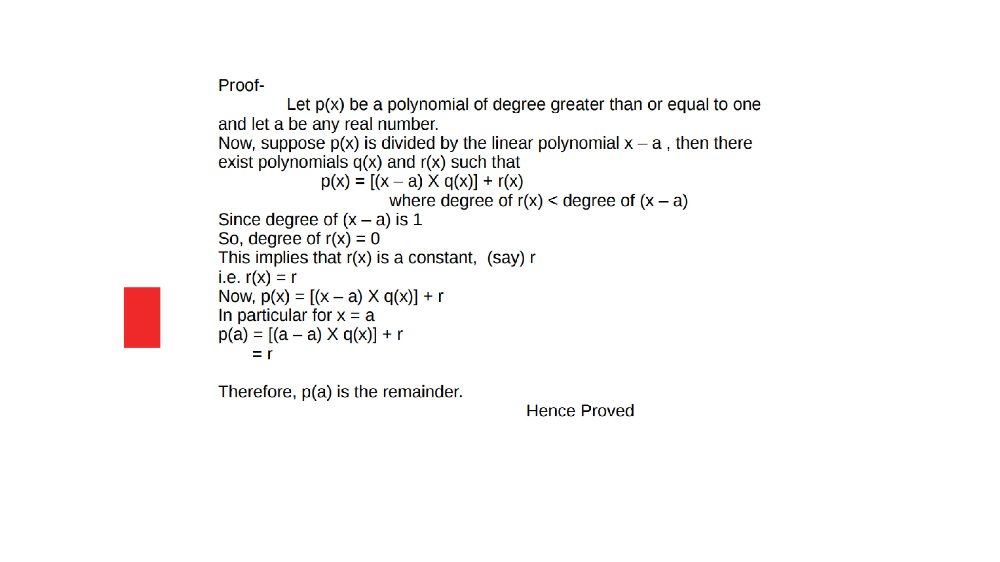 Proof-
Let p(x) be a polynomial of degree greater than or equal to one
and let a be any real number.
Now, suppose p(x) is divided by the linear polynomial x – a , then there
exist polynomials q(x) and r(x) such that
p(x) = [(x – a) X q(x)] + r(x)
where degree of r(x) < degree of (x – a)
Since degree of (x – a) is 1
So, degree of r(x) = 0
This implies that r(x) is a constant,  (say) r
i.e. r(x) = r
Now, p(x) = [(x – a) X q(x)] + r
In particular for x = a
p(a) = [(a – a) X q(x)] + r
= r
Therefore, p(a) is the remainder.
Hence Proved